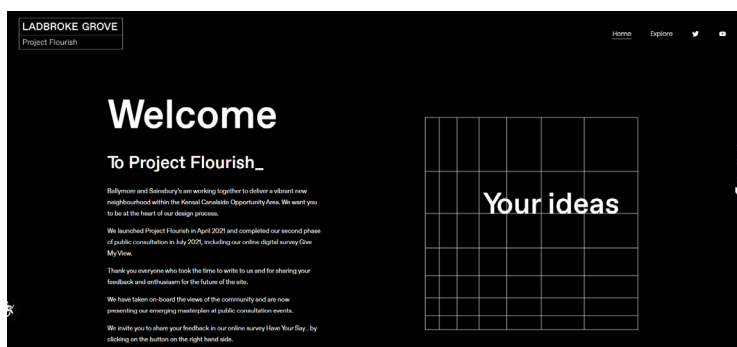 LADBROKE GROVE
Project Flourish
Home Explore
Welcome
To Project Flourish_
Ballymore and Sainsbury's are working together to deliver a vibrant new
neighbourhood within the Kensal Canalside Opportunity Area. We want you
to be at the heart of our design process.
We launched Project Flourish in April 2021 and completed our second phase
of public consultation in July 2021, including our online digital survey Give
My View.
Thank you everyone who took the time to write to us and for sharing your
feedback and enthusiasm for the future of the site.
We have taken on-board the views of the community and are now
presenting our emerging masterplan at public consultation events.
We invite you to share your feedback in our online survey Have Your Say_ by
clicking on the button on the right hand side.
Your ideas